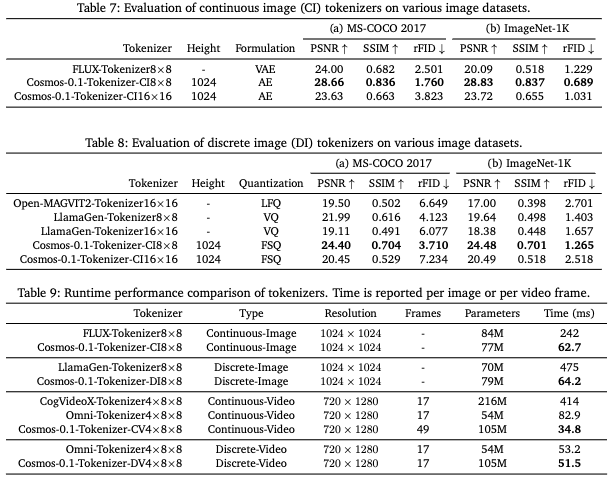 Table 7: Evaluation of continuous image (CI) tokenizers on various image datasets.
(a) MS-COCO 2017 (b) ImageNet-1K
Tokenizer Height Formulation PSNR ↑ SSIM ↑ rFID ↓ PSNR ↑ SSIM ↑ rFID ↓
FLUX-Tokenizer8×8 - VAE 24.00 0.682 2.501 20.09 0.518 1.229
Cosmos-0.1-Tokenizer-CI8×8 1024 AE 28.66 0.836 1.760 28.83 0.837 0.689
Cosmos-0.1-Tokenizer-CI16×16 1024 AE 23.63 0.663 3.823 23.72 0.655 1.031
Table 8: Evaluation of discrete image (DI) tokenizers on various image datasets.
(a) MS-COCO 2017 (b) ImageNet-1K
Tokenizer Height Quantization PSNR ↑ SSIM ↑ rFID ↓ PSNR ↑ SSIM ↑ rFID ↓
Open-MAGVIT2-Tokenizer16×16 - LFQ 19.50 0.502 6.649 17.00 0.398 2.701
LlamaGen-Tokenizer8×8 - VQ 21.99 0.616 4.123 19.64 0.498 1.403
LlamaGen-Tokenizer16×16 - VQ 19.11 0.491 6.077 18.38 0.448 1.657
Cosmos-0.1-Tokenizer-CI8×8 1024 FSQ 24.40 0.704 3.710 24.48 0.701 1.265
Cosmos-0.1-Tokenizer-CI16×16 1024 FSQ 20.45 0.529 7.234 20.49 0.518 2.518
Table 9: Runtime performance comparison of tokenizers. Time is reported per image or per video frame.
Tokenizer Type Resolution Frames Parameters Time (ms)
FLUX-Tokenizer8×8 Continuous-Image 1024 × 1024 - 84M 242
Cosmos-0.1-Tokenizer-CI8×8 Continuous-Image 1024 × 1024 - 77M 62.7
LlamaGen-Tokenizer8×8 Discrete-Image 1024 × 1024 - 70M 475
Cosmos-0.1-Tokenizer-DI8×8 Discrete-Image 1024 × 1024 - 79M 64.2
CogVideoX-Tokenizer4×8×8 Continuous-Video 720 × 1280 17 216M 414
Omni-Tokenizer4×8×8 Continuous-Video 720 × 1280 17 54M 82.9
Cosmos-0.1-Tokenizer-CV4×8×8 Continuous-Video 720 × 1280 49 105M 34.8
Omni-Tokenizer4×8×8 Discrete-Video 720 × 1280 17 54M 53.2
Cosmos-0.1-Tokenizer-DV4×8×8 Discrete-Video 720 × 1280 17 105M 51.5